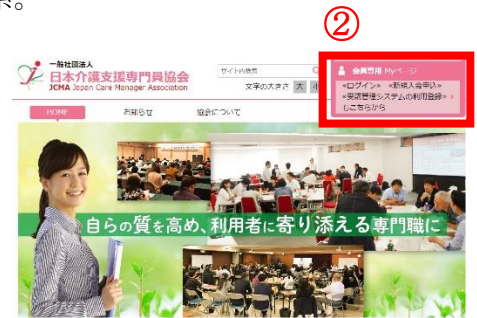 索。
②
一般社団法人
日本介護支援専門員協会
JCMA Japan Care Manager Association
サイト内検索
文字の大きさ 大 小
会員専用 Myページ
«ログイン» «新規入会申込»
«受講管理システムの利用登録»
もこちらから
HOME
お知らせ
協会について
自らの質を高め、利用者に寄り添える専門職に